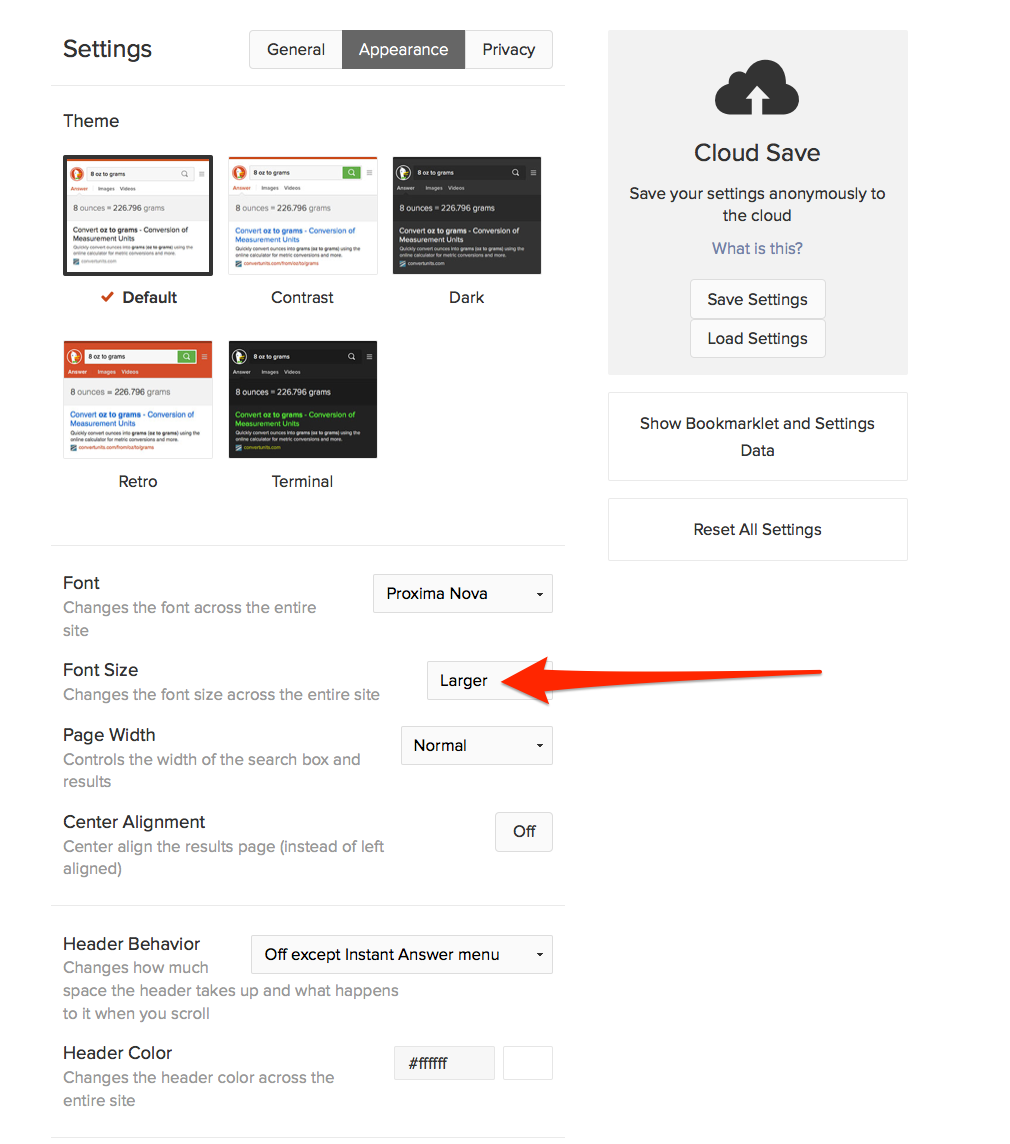 Settings
General
Appearance
Privacy
Theme
8 oz to grams
Answer Images Videos
8 ounces = 226.796 grams
Convert oz to grams - Conversion of
Measurement Units
Quickly convert ounces into grams (oz to grams) using the
online calculator for metric conversions and more.
convertunits.com
Default
8 oz to grams
Answer Images Videos
8 ounces = 226.796 grams
Convert oz to grams - Conversion of
Measurement Units
Quickly convert ounces into grams (oz to grams) using the
online calculator for metric conversions and more.
convertunits.com/from/oz/to/grams
Contrast
8 oz to grams
Answer Images Videos
8 ounces = 226.796 grams
Convert oz to grams - Conversion of
Measurement Units
Quickly convert ounces into grams (oz to grams) using the
online calculator for metric conversions and more.
convertunits.com
Dark
8 oz to grams
Answer Images Videos
8 ounces = 226.796 grams
Convert oz to grams - Conversion of
Measurement Units
Quickly convert ounces into grams (oz to grams) using the
online calculator for metric conversions and more.
convertunits.com/from/oz/to/grams
Retro
8 oz to grams
Answer Images Videos
8 ounces = 226.796 grams
Convert oz to grams - Conversion of
Measurement Units
Quickly convert ounces into grams (oz to grams) using the
online calculator for metric conversions and more.
convertunits.com
Terminal
Font
Changes the font across the entire
site
Proxima Nova
Font Size
Changes the font size across the entire site
Larger
Page Width
Controls the width of the search box and
results
Normal
Center Alignment
Center align the results page (instead of left
aligned)
Off
Header Behavior
Changes how much
space the header takes up and what happens
to it when you scroll
Off except Instant Answer menu
Header Color
Changes the header color across the
entire site
#ffffff
Cloud Save
Save your settings anonymously to
the cloud
What is this?
Save Settings
Load Settings
Show Bookmarklet and Settings
Data
Reset All Settings